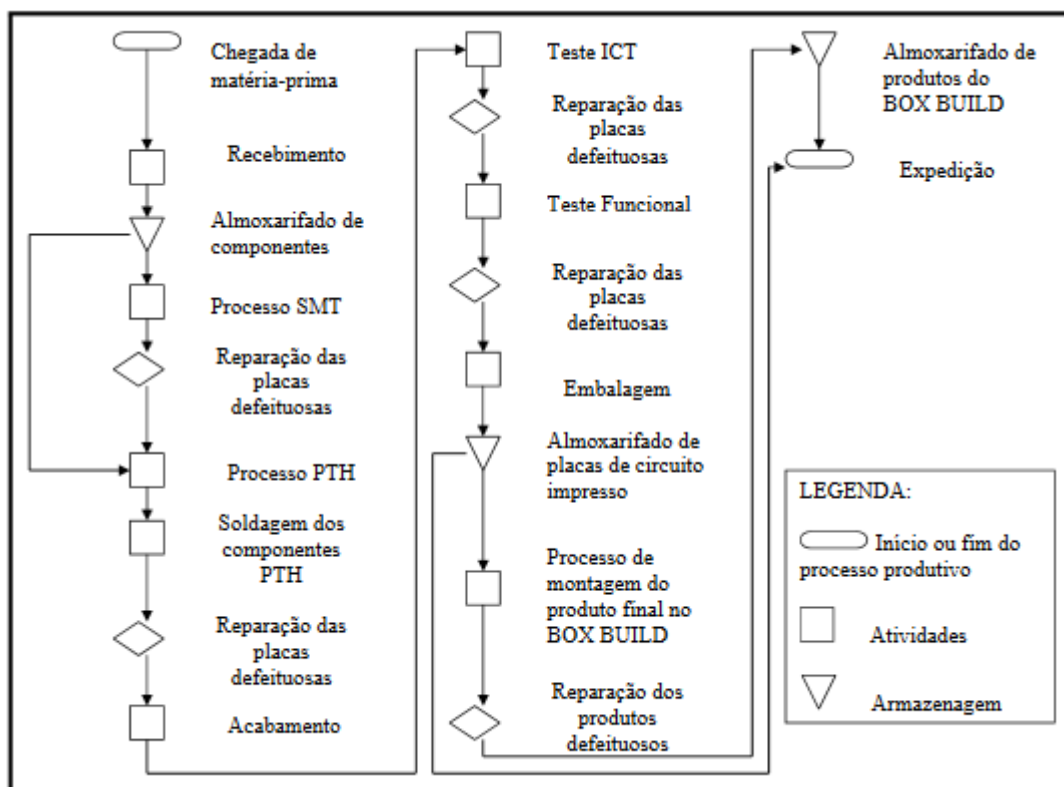 Chegada de
matéria-prima
Recebimento
Almoxarifado de
componentes
Processo SMT
Reparação das
placas
defeituosas
Processo PTH
Soldagem dos
componentes
PTH
Reparação das
placas
defeituosas
Acabamento
Teste ICT
Reparação das
placas
defeituosas
Teste Funcional
Reparação das
placas
defeituosas
Embalagem
Almoxarifado de
placas de circuito
impresso
Processo de
montagem do
produto final no
BOX BUILD
Reparação dos
produtos
defeituosos
Almoxarifado de
produtos do
BOX BUILD
Expedição
LEGENDA:
Início ou fim do
processo produtivo
Atividades
Armazenagem